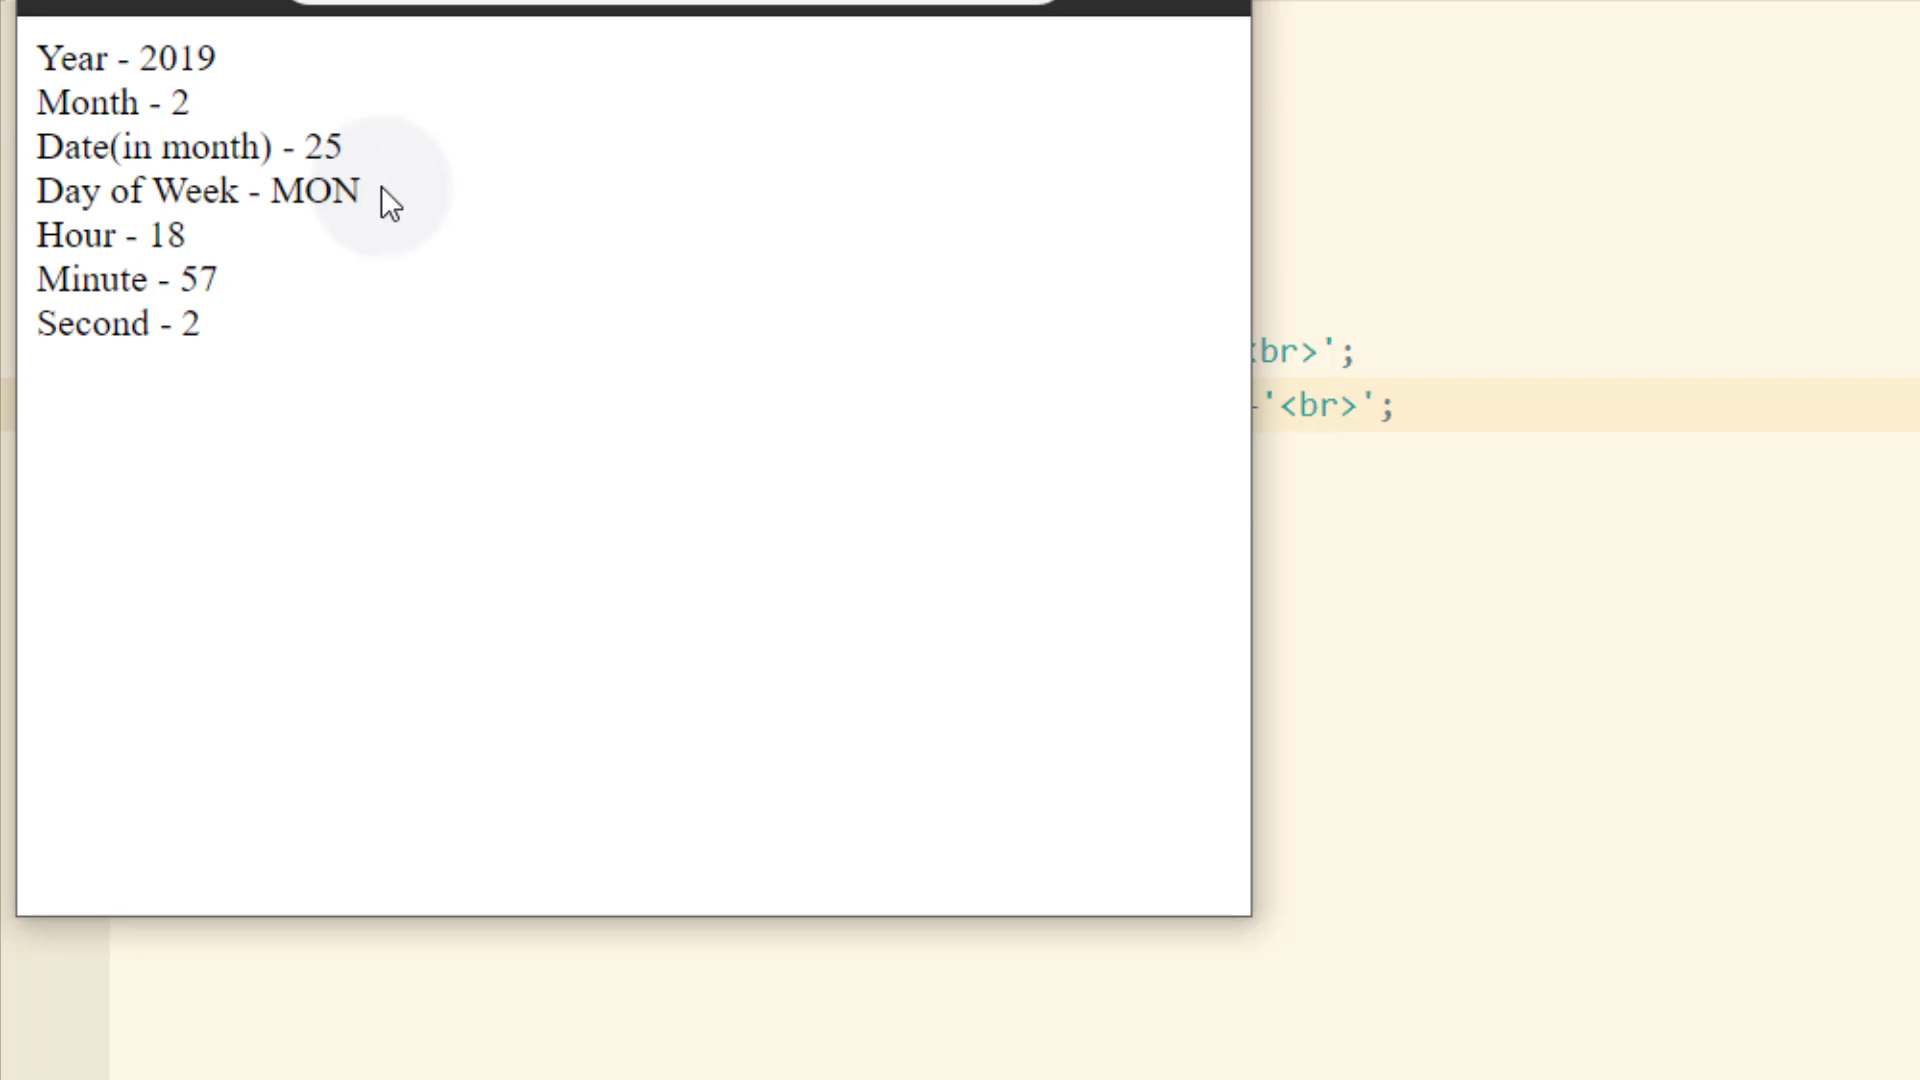 Year - 2019
Month - 2
Date(in month) - 25
Day of Week - MON
Hour - 18
Minute - 57
Second - 2
<br>';
'<br>';